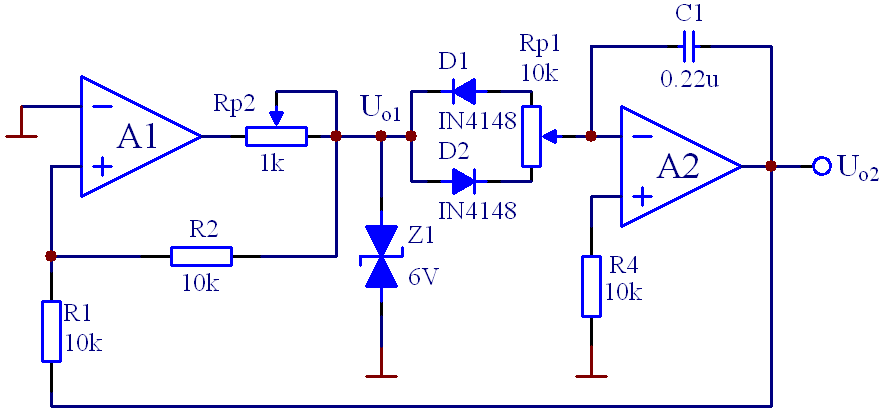 C1
0.22u
Rp1
10k
D1
IN4148
Rp2
1k
Uo1
A1
−
+
D2
IN4148
A2
−
+
Uo2
R2
10k
Z1
6V
R4
10k
R1
10k